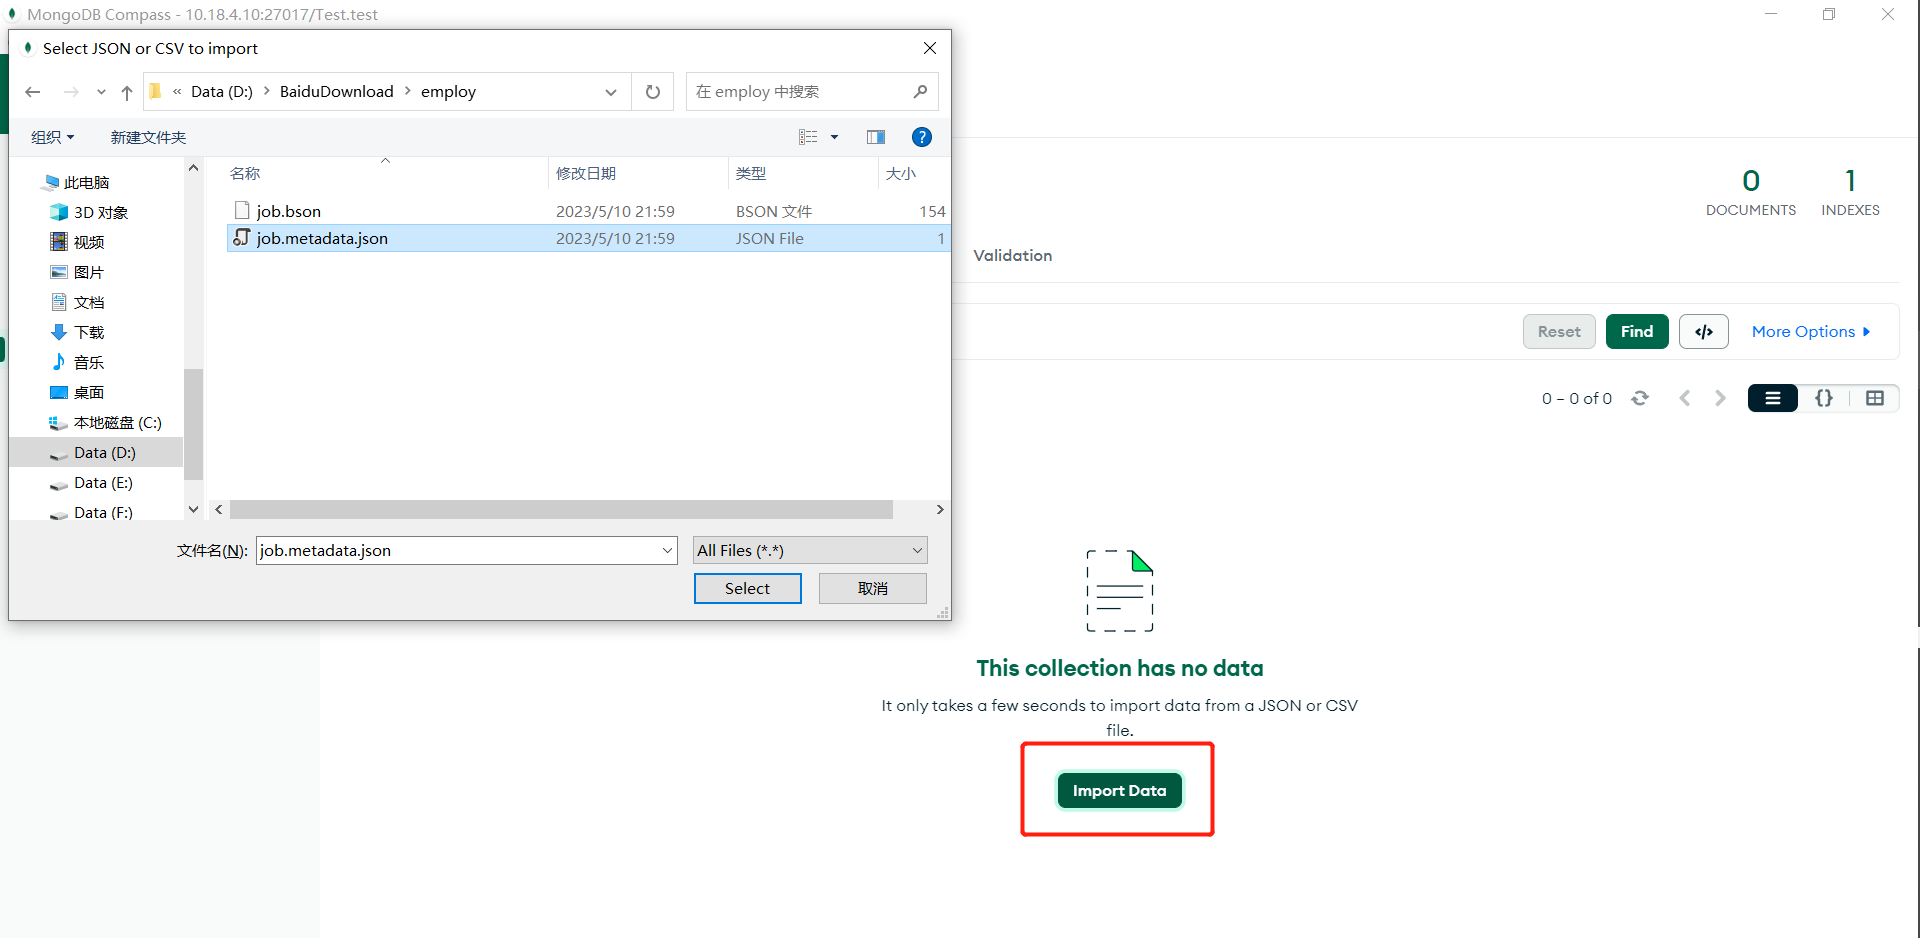 MongoDB Compass - 10.18.4.10:27017/Test.test
Select JSON or CSV to import
« Data (D:) > BaiduDownload > employ
在 employ 中搜索
组织 新建文件夹
?
名称 修改日期 类型 大小
job.bson 2023/5/10 21:59 BSON 文件 154
job.metadata.json 2023/5/10 21:59 JSON File 1
此电脑
3D 对象
视频
图片
文档
下载
音乐
桌面
本地磁盘 (C:)
Data (D:)
Data (E:)
Data (F:)
文件名(N): job.metadata.json All Files (*.*)
Select 取消
0 1
DOCUMENTS INDEXES
Validation
Reset Find </> More Options
0 – 0 of 0 {}
This collection has no data
It only takes a few seconds to import data from a JSON or CSV
file.
Import Data